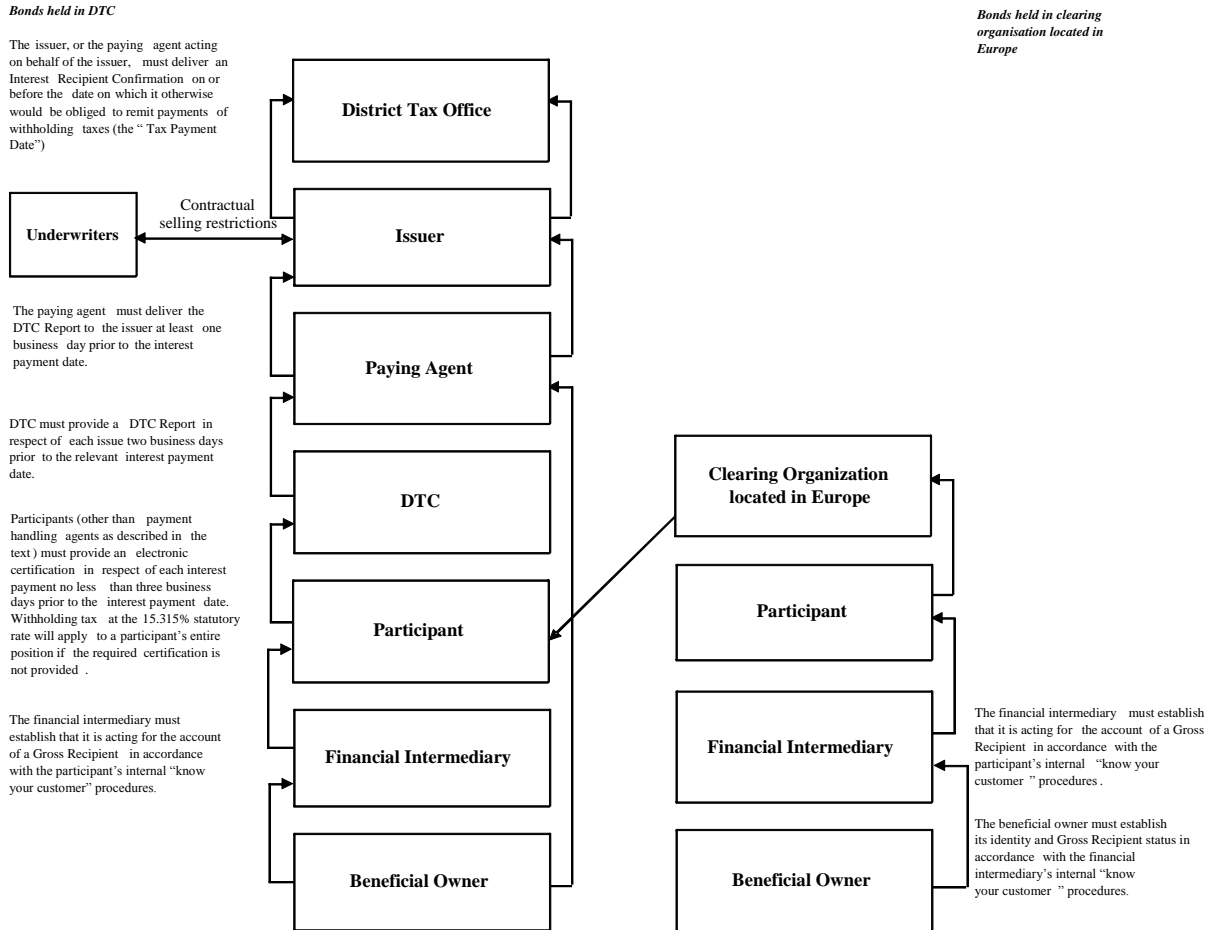 Bonds held in DTC
The issuer, or the paying agent acting
on behalf of the issuer, must deliver an
Interest Recipient Confirmation on or
before the date on which it otherwise
would be obliged to remit payments of
withholding taxes (the “ Tax Payment
Date”)
Bonds held in clearing
organisation located in
Europe
District Tax Office
Underwriters
Contractual
selling restrictions
Issuer
The paying agent must deliver the
DTC Report to the issuer at least one
business day prior to the interest
payment date.
Paying Agent
DTC must provide a DTC Report in
respect of each issue two business days
prior to the relevant interest payment
date.
DTC
Clearing Organization
located in Europe
Participants (other than payment
handling agents as described in the
text ) must provide an electronic
certification in respect of each interest
payment no less than three business
days prior to the interest payment date.
Withholding tax at the 15.315% statutory
rate will apply to a participant’s entire
position if the required certification is
not provided .
Participant
Participant
The financial intermediary must
establish that it is acting for the account
of a Gross Recipient in accordance
with the participant’s internal “know
your customer” procedures.
Financial Intermediary
Financial Intermediary
The financial intermediary must establish
that it is acting for the account of a Gross
Recipient in accordance with the
participant’s internal “know your
customer ” procedures .
Beneficial Owner
Beneficial Owner
The beneficial owner must establish
its identity and Gross Recipient status in
accordance with the financial
intermediary’s internal “know
your customer ” procedures.